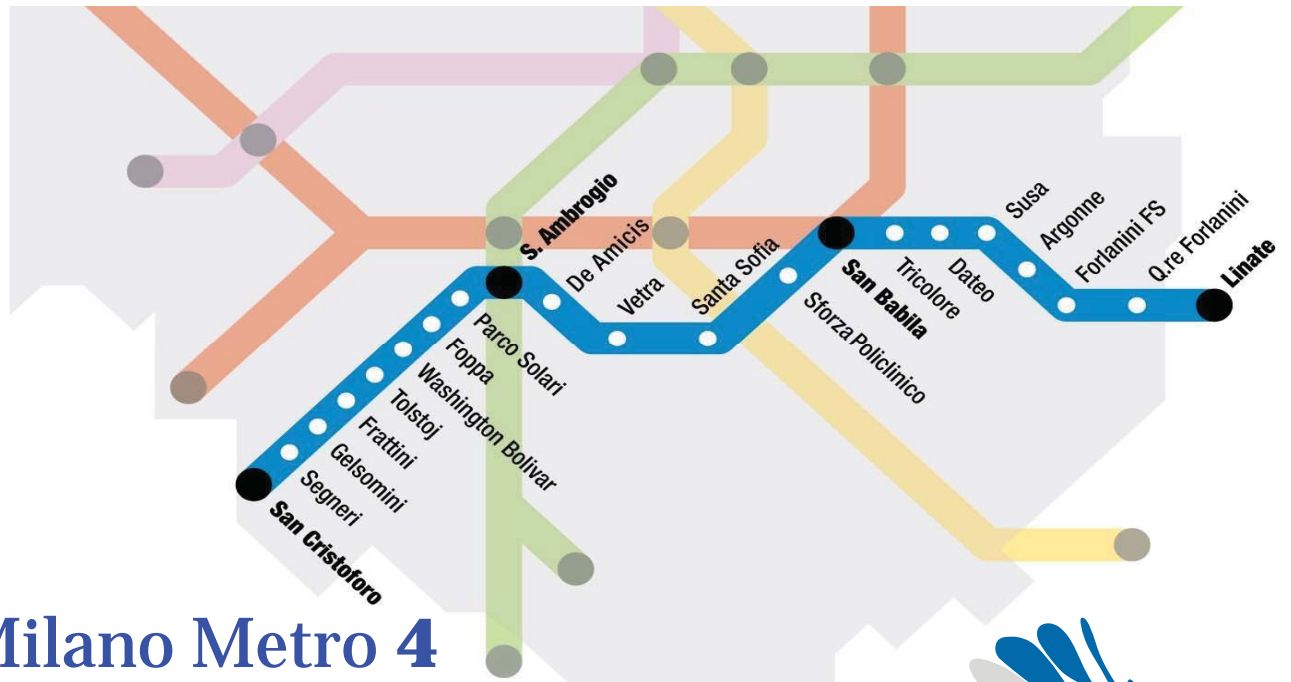 S. Ambrogio
De Amicis
Vetra
Santa Sofia
Susa
Argonne
Forlanini FS
Q.re Forlanini
Linate
San Babila
Tricolore
Dateo
Sforza Policlinico
Parco Solari
Foppa
Washington Bolivar
Tolstoj
Frattini
Gelsomini
Segneri
San Cristoforo
Milano Metro 4